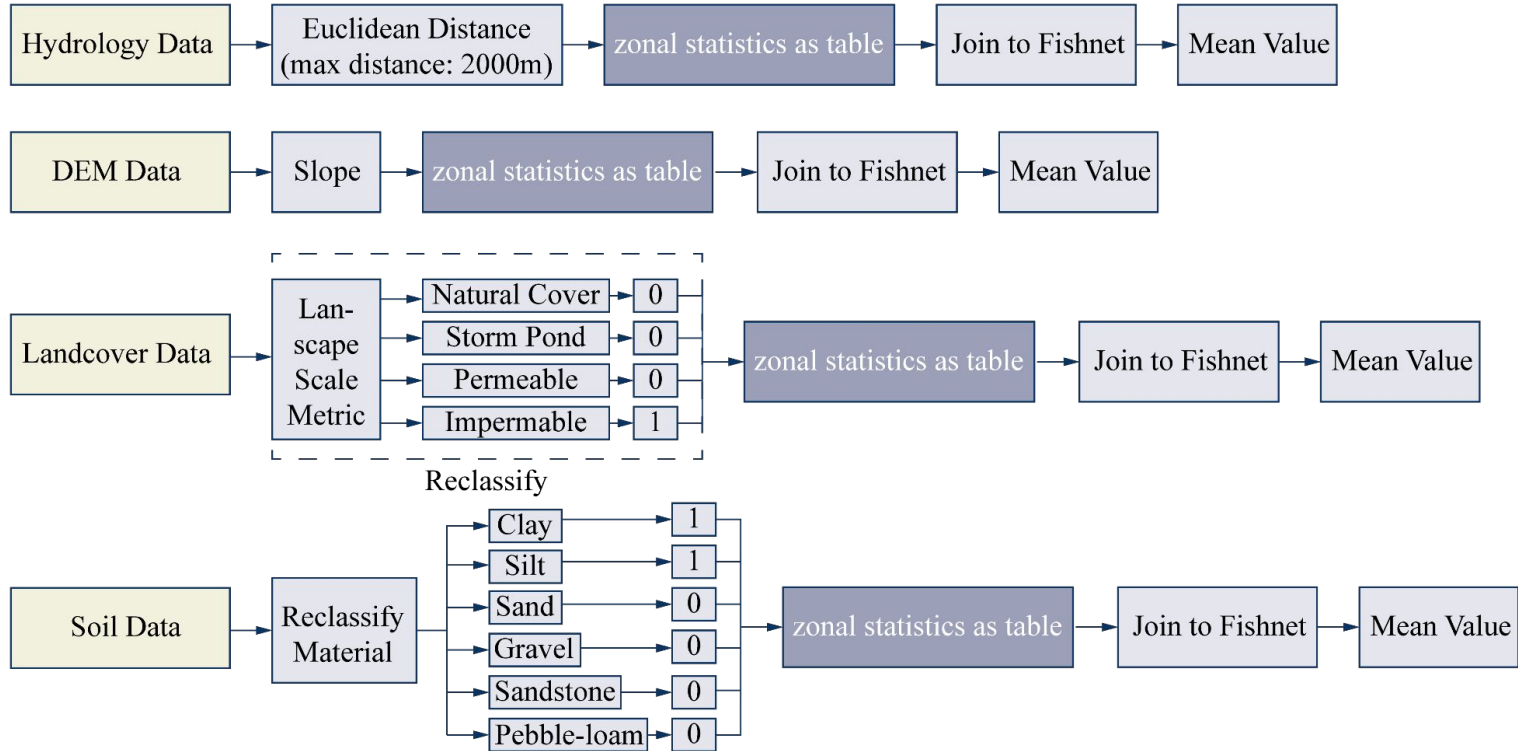 Hydrology Data
Euclidean Distance
(max distance: 2000m)
zonal statistics as table
Join to Fishnet
Mean Value
DEM Data
Slope
zonal statistics as table
Join to Fishnet
Mean Value
Landcover Data
Lan-
scape
Scale
Metric
Natural Cover
0
Storm Pond
0
Permeable
0
Impermable
1
Reclassify
zonal statistics as table
Join to Fishnet
Mean Value
Soil Data
Reclassify
Material
Clay
1
Silt
1
Sand
0
Gravel
0
Sandstone
0
Pebble-loam
0
zonal statistics as table
Join to Fishnet
Mean Value